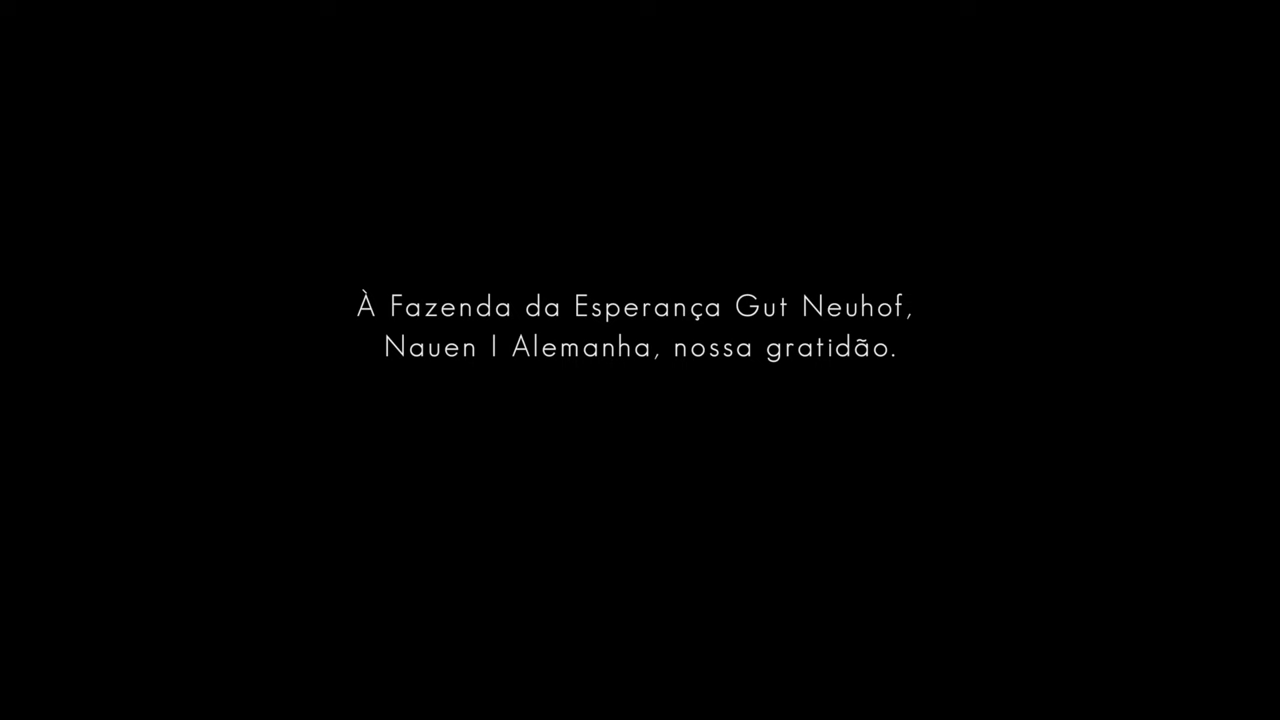 À Fazenda da Esperança Gut Neuhof,
Nauen | Alemanha, nossa gratidão.